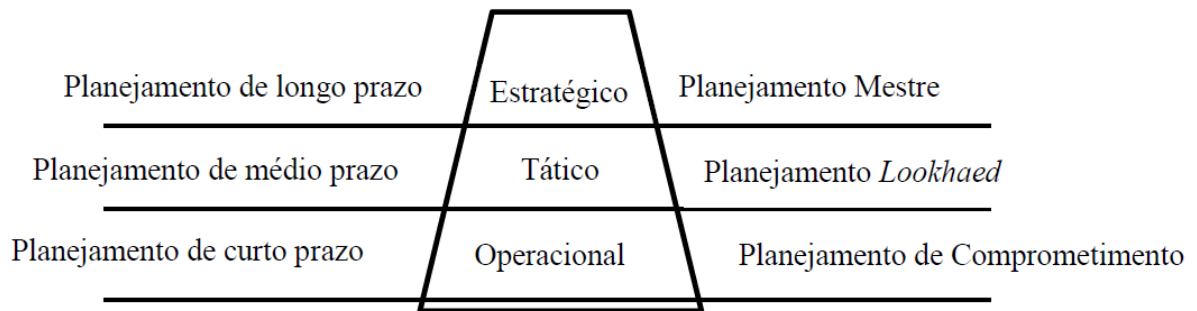 Planejamento de longo prazo Estratégico Planejamento Mestre
Planejamento de médio prazo Tático Planejamento Lookhaed
Planejamento de curto prazo Operacional Planejamento de Comprometimento